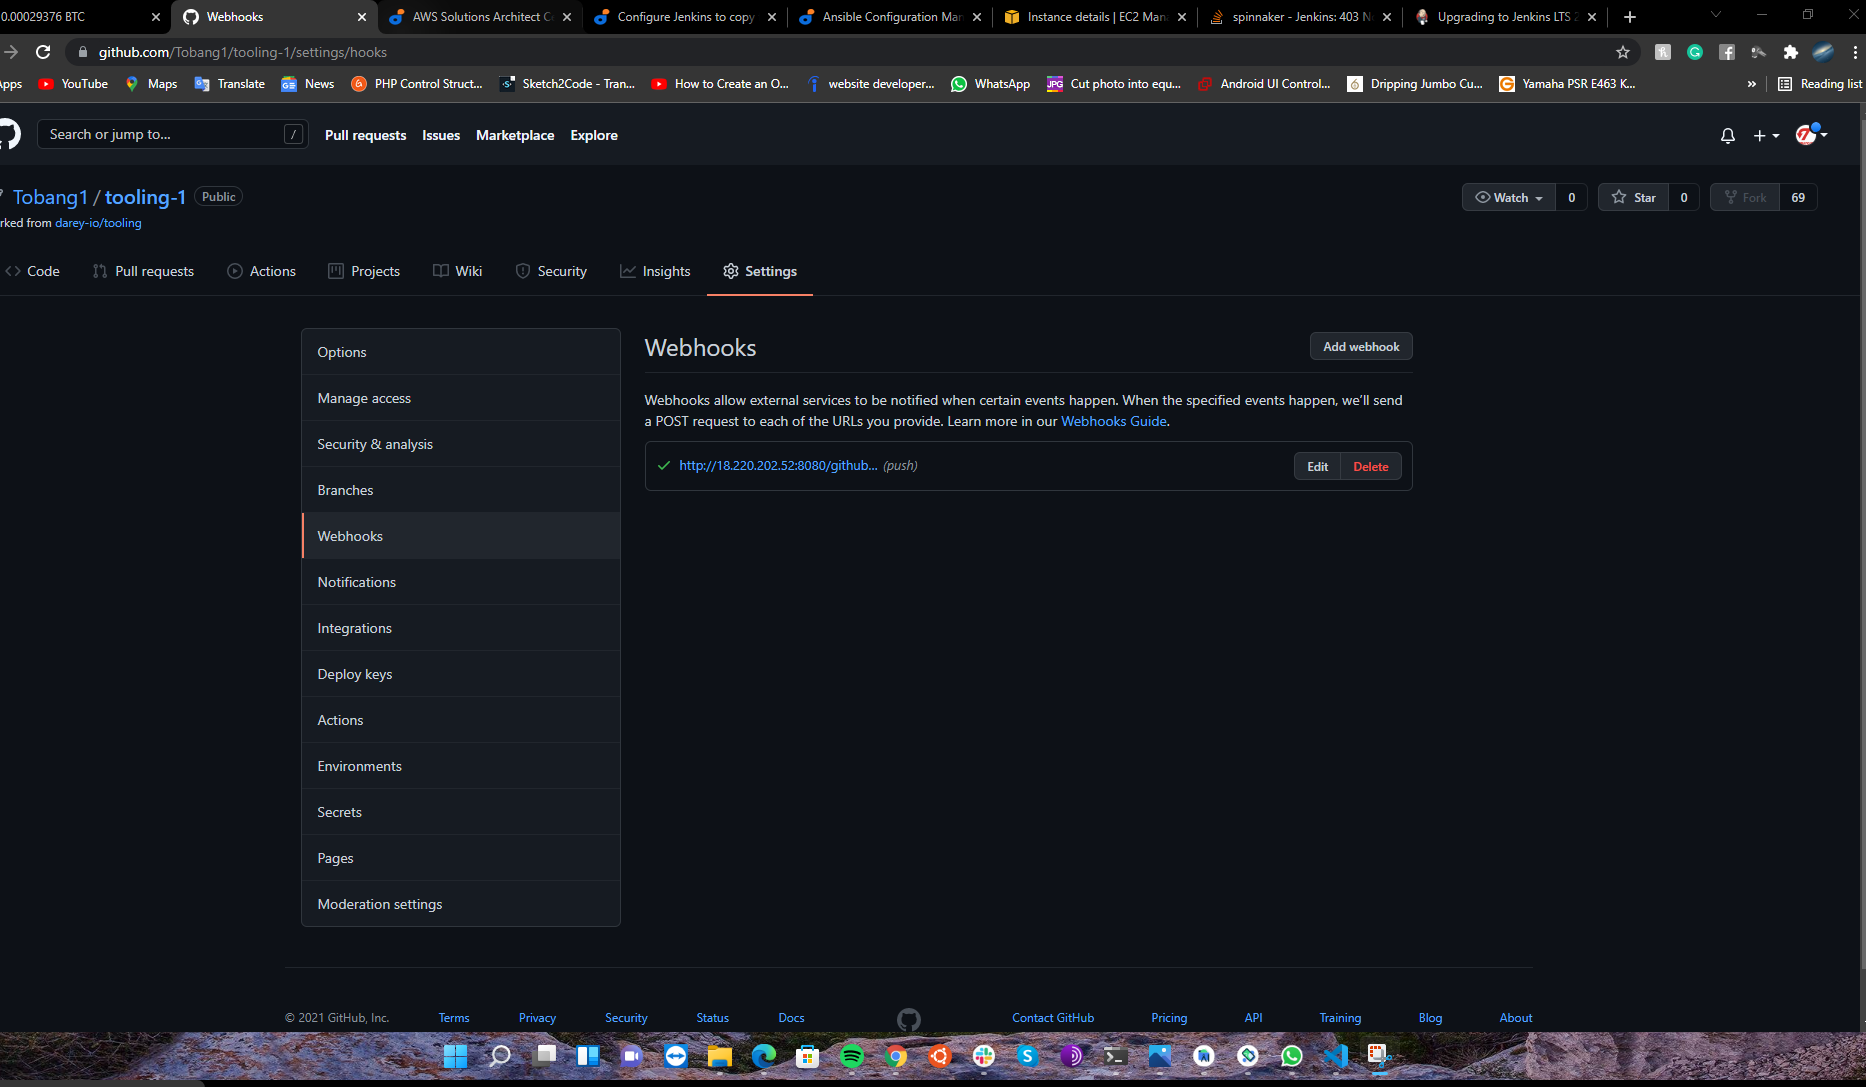 0.00029376 BTC
Webhooks
AWS Solutions Architect
Configure Jenkins to copy
Ansible Configuration Man
Instance details | EC2 Man
spinnaker - Jenkins: 403 N
Upgrading to Jenkins LTS 2
github.com/Tobang1/tooling-1/settings/hooks
pps
YouTube
Maps
Translate
News
PHP Control Struct...
Sketch2Code - Tran...
How to Create an O...
website developer...
WhatsApp
JPG
Cut photo into equ...
Android UI Control...
Dripping Jumbo Cu...
Yamaha PSR E463 K...
»
Reading list
Search or jump to...
/
Pull requests
Issues
Marketplace
Explore
Tobang1 / tooling-1
Public
Watch
0
Star
0
Fork
69
rked from darey-io/tooling
Code
Pull requests
Actions
Projects
Wiki
Security
Insights
Settings
Options
Manage access
Security & analysis
Branches
Webhooks
Notifications
Integrations
Deploy keys
Actions
Environments
Secrets
Pages
Moderation settings
Webhooks
Add webhook
Webhooks allow external services to be notified when certain events happen. When the specified events happen, we'll send
a POST request to each of the URLs you provide. Learn more in our Webhooks Guide.
http://18.220.202.52:8080/github... (push)
Edit
Delete
© 2021 GitHub, Inc.
Terms
Privacy
Security
Status
Docs
Contact GitHub
Pricing
API
Training
Blog
About